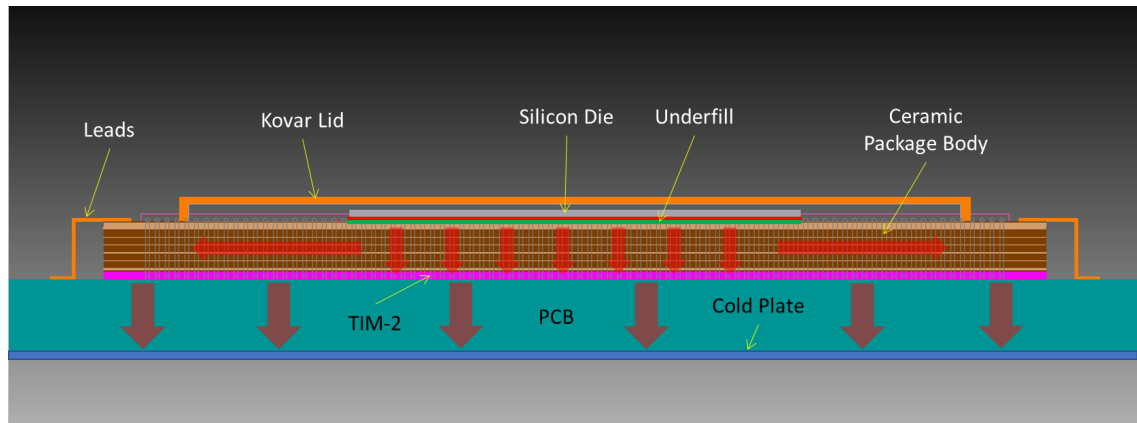 Leads
Kovar Lid
Silicon Die
Underfill
Ceramic
Package Body
TIM-2
PCB
Cold Plate